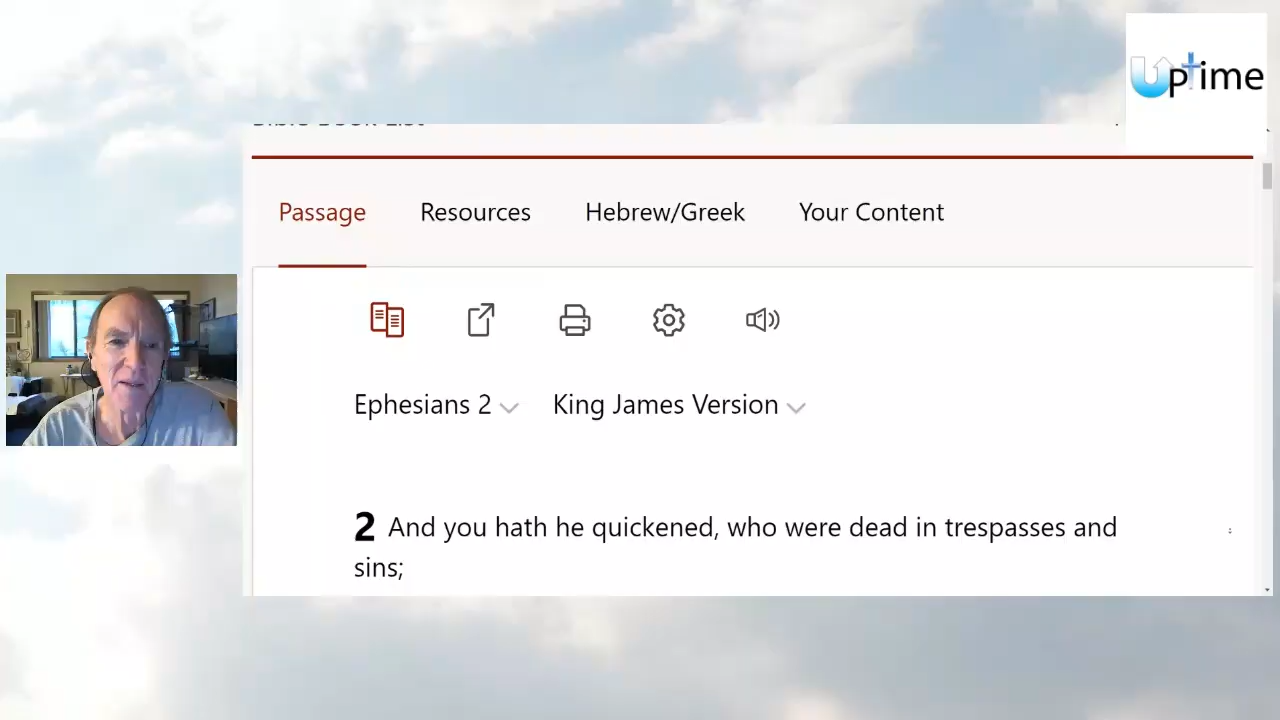 Uptime
Passage Resources Hebrew/Greek Your Content
Ephesians 2 King James Version
2 And you hath he quickened, who were dead in trespasses and
sins;